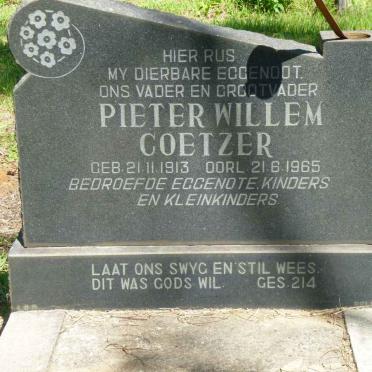 HIER RUS
MY DIERBARE EGGENOOT.
ONS VADER EN GROOTVADER
PIETER WILLEM
COETZER
GEB. 21.11.1913 OORL. 21.6.1965
BEDROEFDE EGGENOTE, KINDERS
EN KLEINKINDERS
LAAT ONS SWYG EN STIL WEES.
DIT WAS GODS WIL. GES. 214